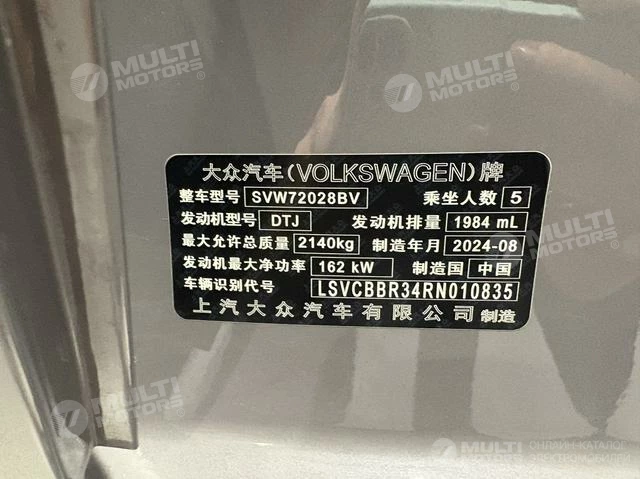 MULTI
MOTORS®
MULTI
MOTORS®
大众汽车(VOLKSWAGEN)牌
整车型号 SVW72028BV 乘坐人数 5
发动机型号 DTJ 发动机排量 1984 mL
最大允许总质量 2140kg 制造年月 2024-08
发动机最大净功率 162 kW 制造国 中国
车辆识别代号 LSVCBBR34RN010835
上汽大众汽车有限公司 制造
MULTI
MOTORS
MULTI
ОНЛАЙН-КАТАЛОГ